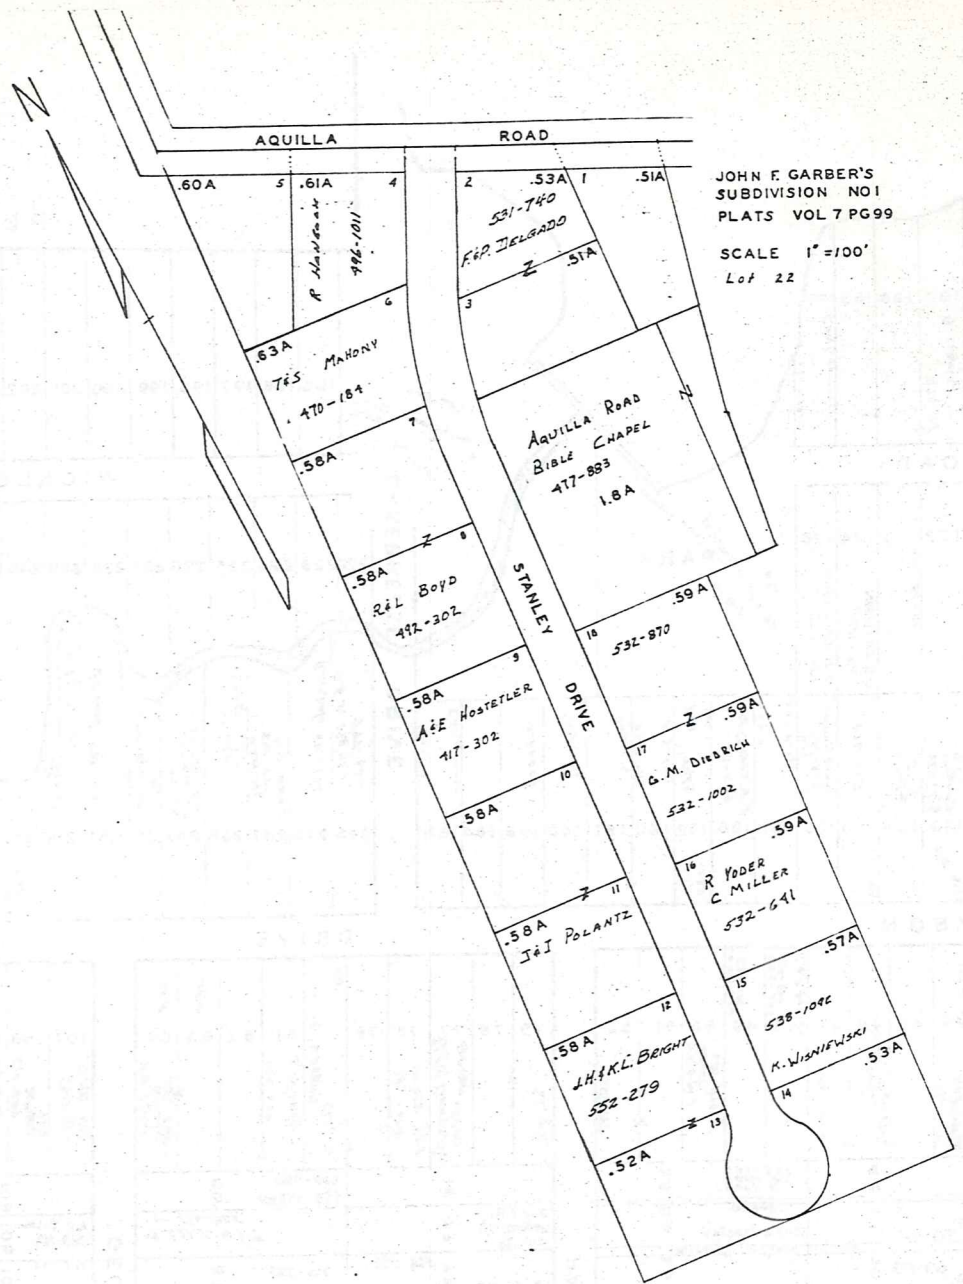 N
AQUILLA ROAD
JOHN F. GARBER'S
SUBDIVISION NO 1
PLATS VOL 7 PG 99
SCALE 1" = 100'
Lot 22
.60A 5 .61A 4
2 .53A 1 .51A
496-1011
531-740
F&P. DELGADO
Z .51A
3
6
.63A
T&S MAHONY
470-184
7
.58A
AQUILLA ROAD
BIBLE CHAPEL
477-883
1.8A
Z
Z 8
.58A
R&L BOYD
492-302
STANLEY DRIVE
.59A
18
532-870
9
.58A
A&E HOSTETLER
417-302
Z .59A
17
G. M. DIEDRICH
532-1002
10
.58A
.59A
16
R YODER
C MILLER
532-641
Z 11
.58A
J&I POLANTZ
.57A
15
K. WISNIEWSKI
12
.58A
J.H.&K.L. BRIGHT
552-279
.53A
14
Z 13
.52A